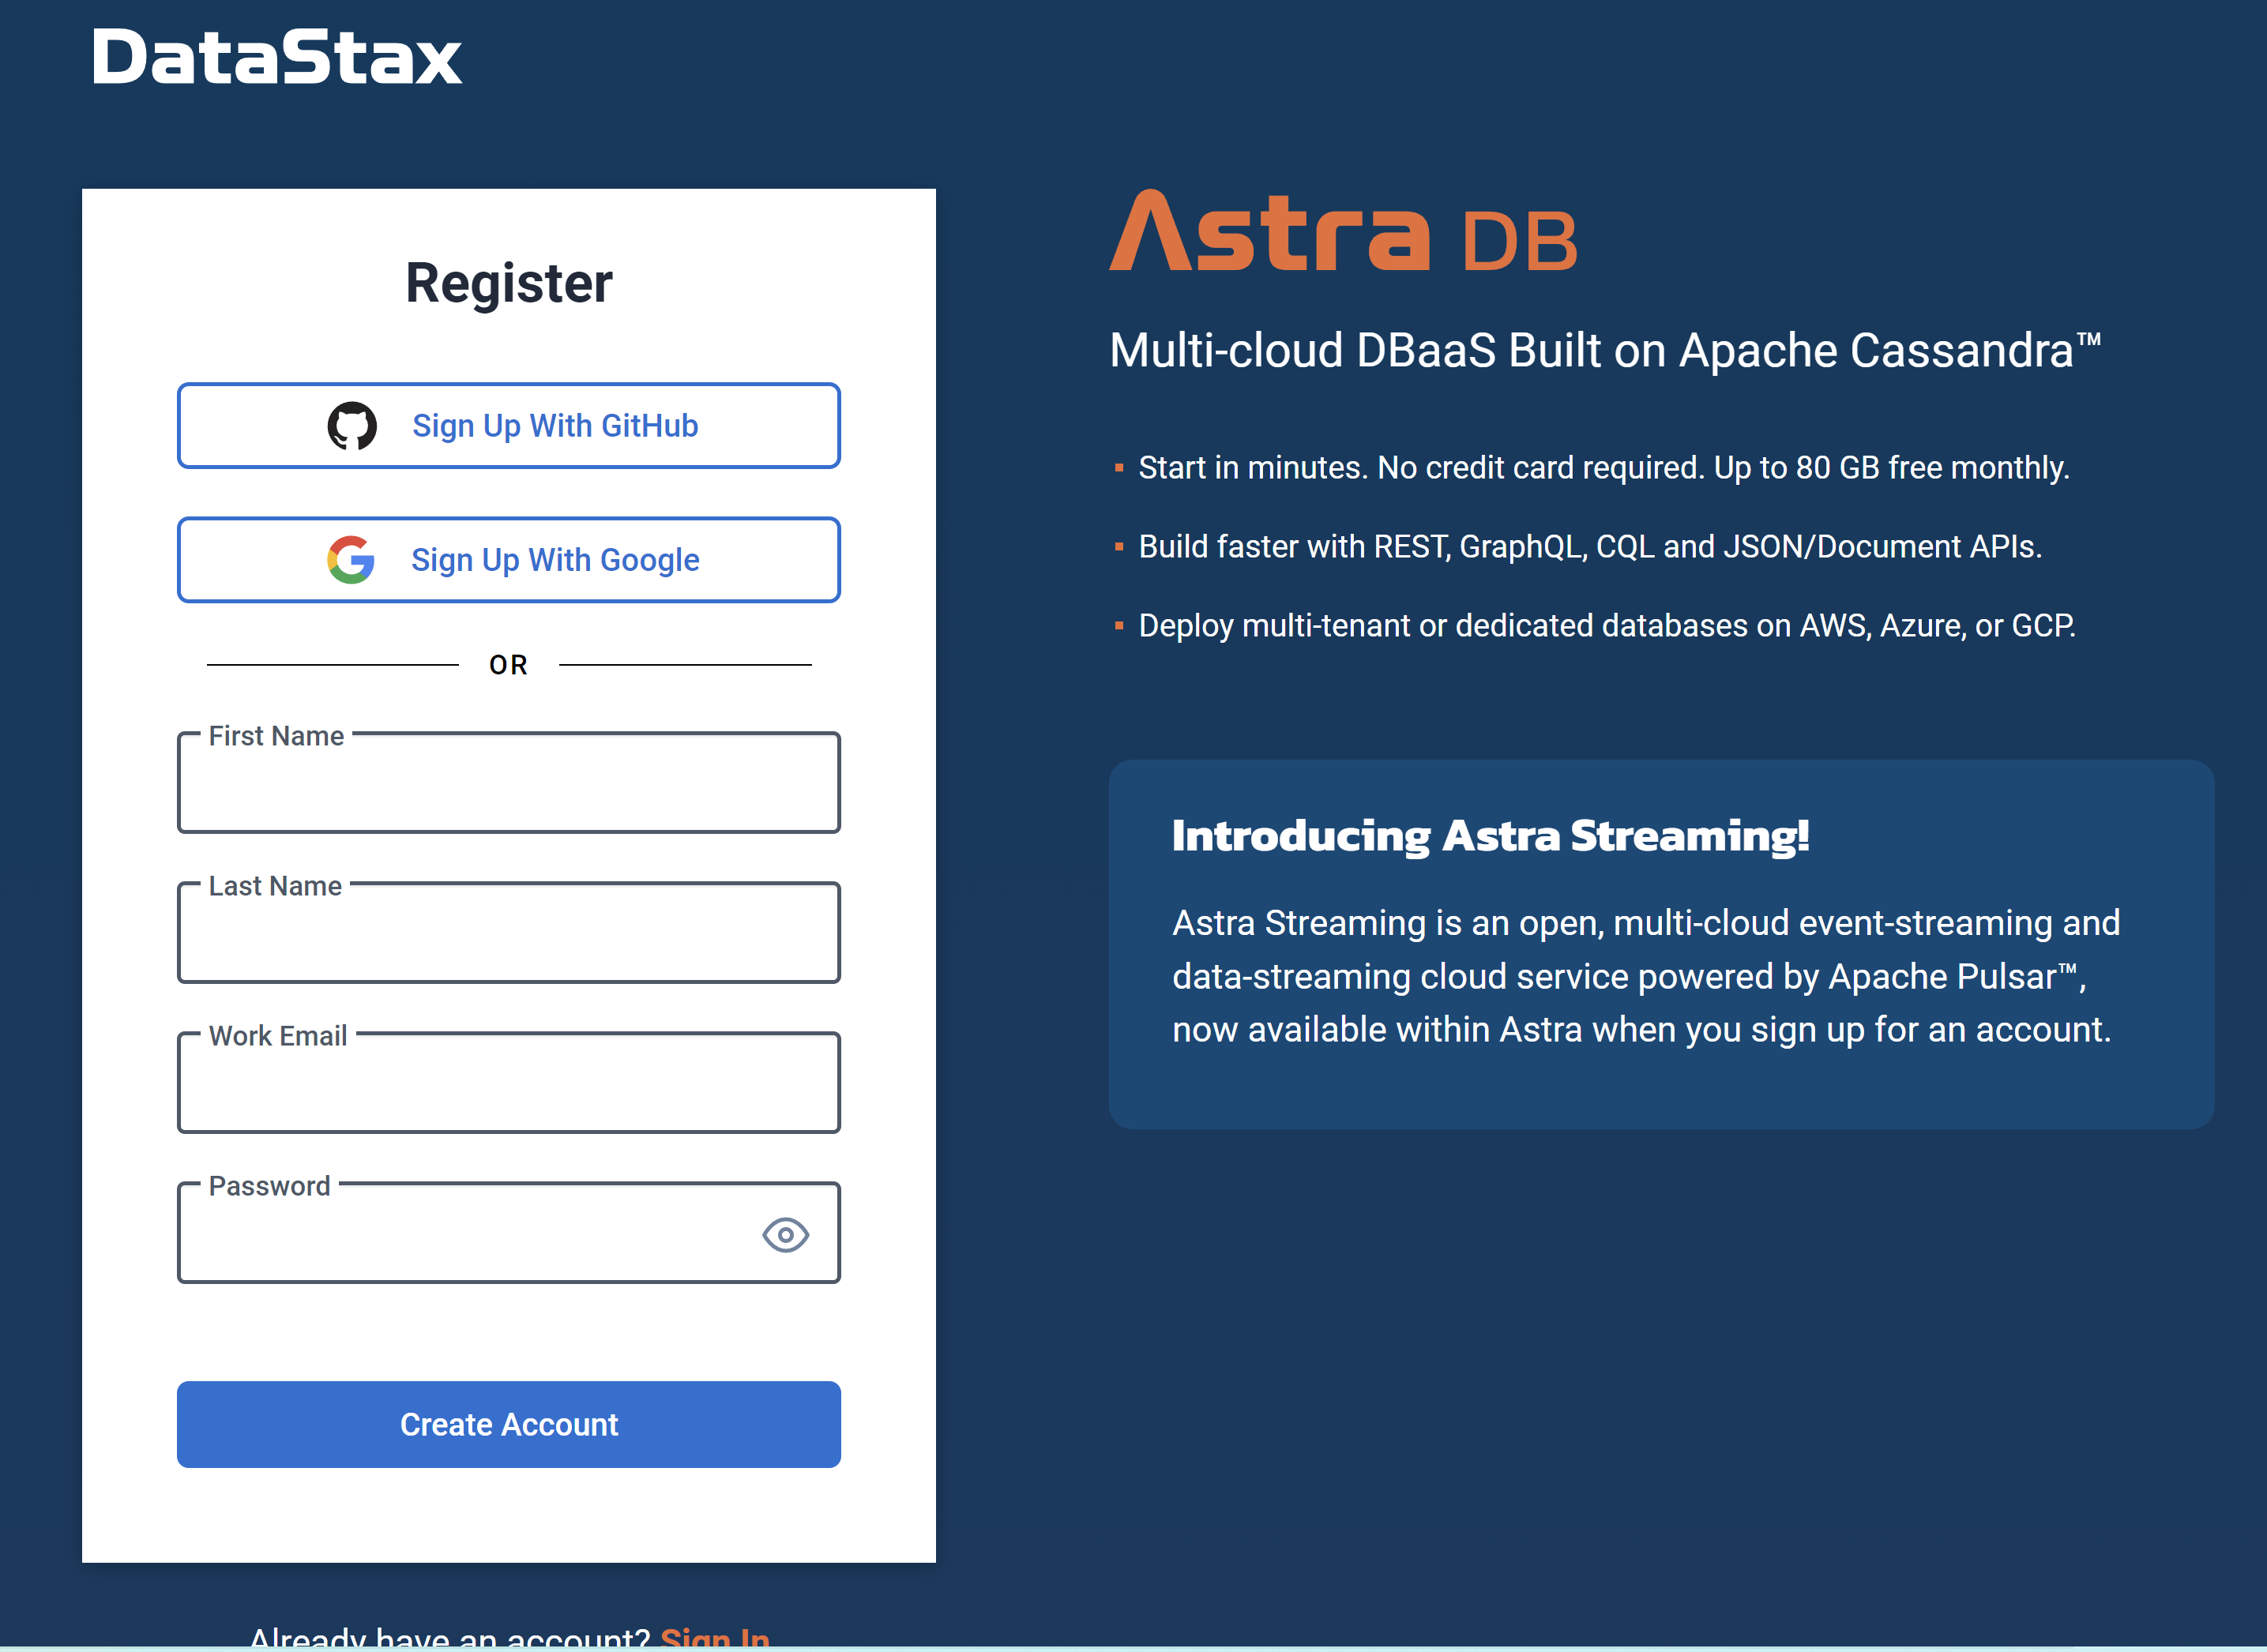 DataStax
Register
Sign Up With GitHub
Sign Up With Google
OR
First Name
Last Name
Work Email
Password
Create Account
Already have an account? Sign In
Astra DB
Multi-cloud DBaaS Built on Apache Cassandra™
Start in minutes. No credit card required. Up to 80 GB free monthly.
Build faster with REST, GraphQL, CQL and JSON/Document APIs.
Deploy multi-tenant or dedicated databases on AWS, Azure, or GCP.
Introducing Astra Streaming!
Astra Streaming is an open, multi-cloud event-streaming and
data-streaming cloud service powered by Apache Pulsar™,
now available within Astra when you sign up for an account.